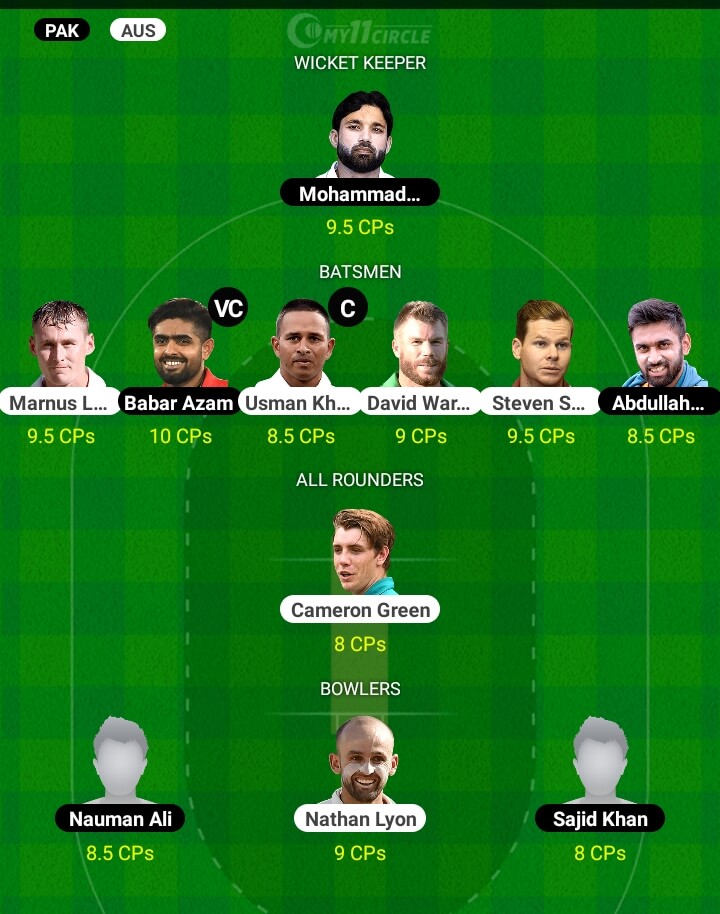 PAK AUS
MY11CIRCLE
WICKET KEEPER
Mohammad...
9.5 CPs
BATSMEN
VC C
Marnus L... Babar Azam Usman Kh... David War... Steven S... Abdullah...
9.5 CPs 10 CPs 8.5 CPs 9 CPs 9.5 CPs 8.5 CPs
ALL ROUNDERS
Cameron Green
8 CPs
BOWLERS
Nauman Ali Nathan Lyon Sajid Khan
8.5 CPs 9 CPs 8 CPs